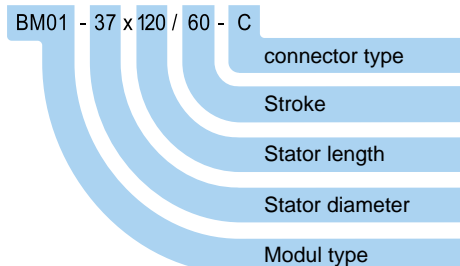 BM01 - 37 x 120 / 60 - C
connector type
Stroke
Stator length
Stator diameter
Modul type